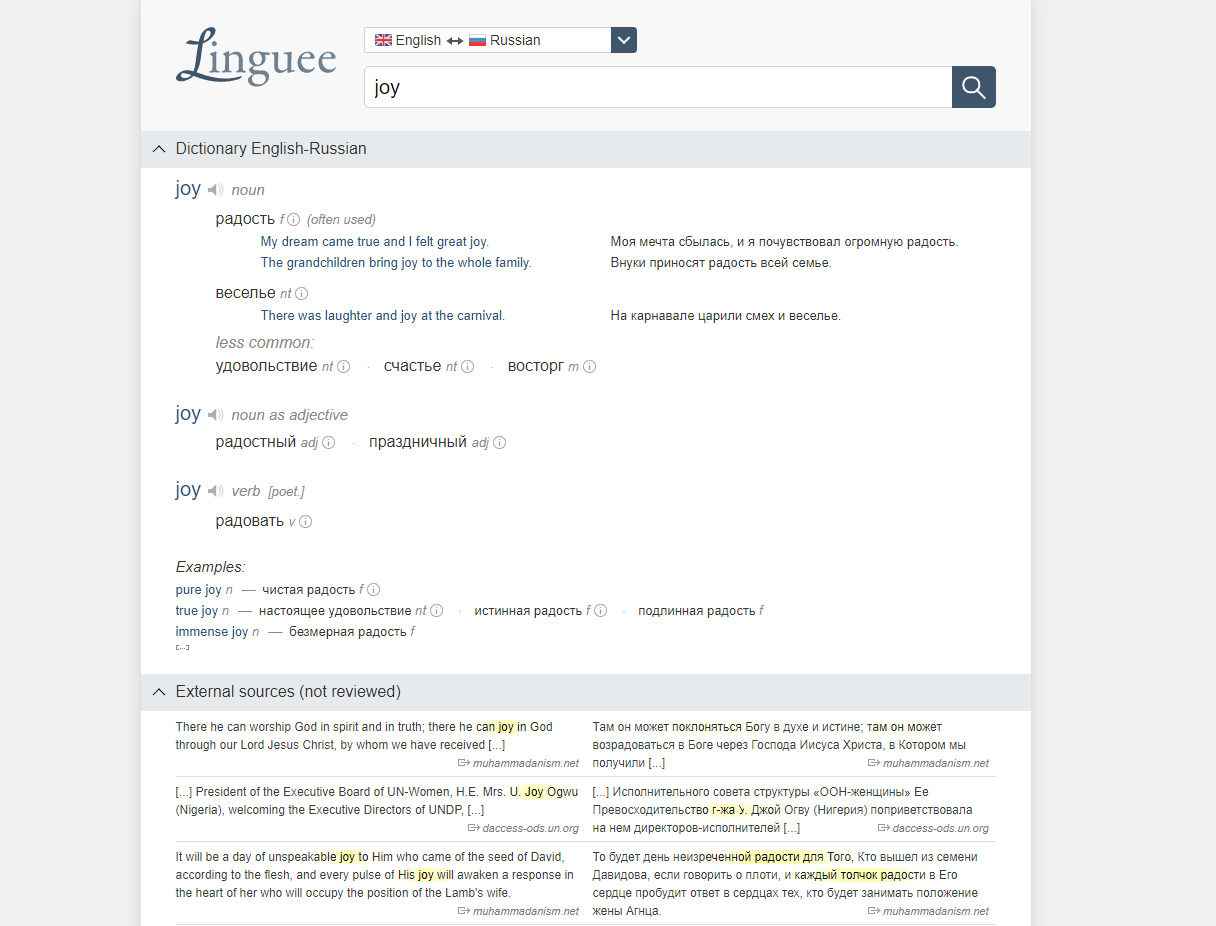 Linguee
English Russian
joy
Dictionary English-Russian
joy noun
радость f (often used)
My dream came true and I felt great joy. Моя мечта сбылась, и я почувствовал огромную радость.
The grandchildren bring joy to the whole family. Внуки приносят радость всей семье.
веселье nt
There was laughter and joy at the carnival. На карнавале царили смех и веселье.
less common:
удовольствие nt · счастье nt · восторг m
joy noun as adjective
радостный adj · праздничный adj
joy verb [poet.]
радовать v
Examples:
pure joy n — чистая радость f
true joy n — настоящее удовольствие nt · истинная радость f · подлинная радость f
immense joy n — безмерная радость f
[...]
External sources (not reviewed)
There he can worship God in spirit and in truth; there he can joy in God
through our Lord Jesus Christ, by whom we have received [...]
muhammadanism.net
Там он может поклоняться Богу в духе и истине; там он может
возрадоваться в Боге через Господа Иисуса Христа, в Котором мы
получили [...] muhammadanism.net
[...] President of the Executive Board of UN-Women, H.E. Mrs. U. Joy Ogwu
(Nigeria), welcoming the Executive Directors of UNDP, [...]
daccess-ods.un.org
[...] Исполнительного совета структуры «ООН-женщины» Ее
Превосходительство г-жа У. Джой Огву (Нигерия) поприветствовала
на нем директоров-исполнителей [...] daccess-ods.un.org
It will be a day of unspeakable joy to Him who came of the seed of David,
according to the flesh, and every pulse of His joy will awaken a response in
the heart of her who will occupy the position of the Lamb's wife.
muhammadanism.net
То будет день неизреченной радости для Того, Кто вышел из семени
Давидова, если говорить о плоти, и каждый толчок радости в Его
сердце пробудит ответ в сердцах тех, кто будет занимать положение
жены Агнца. muhammadanism.net